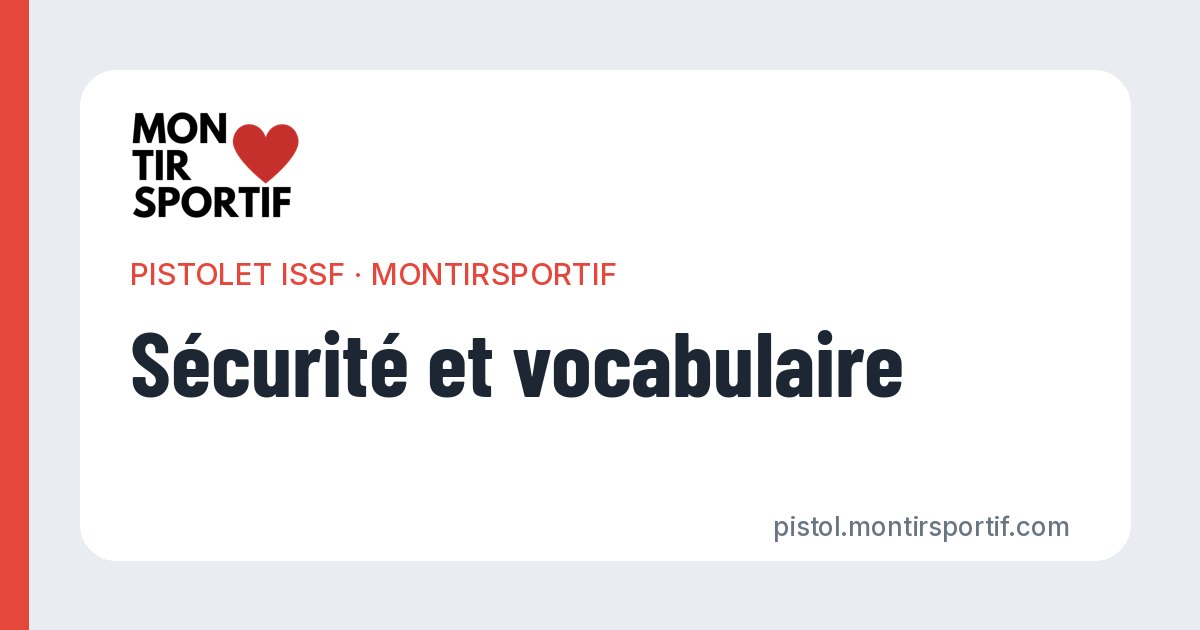 MON
TIR
SPORTIF
PISTOLET ISSF · MONTIRSPORTIF
Sécurité et vocabulaire
pistol.montirsportif.com